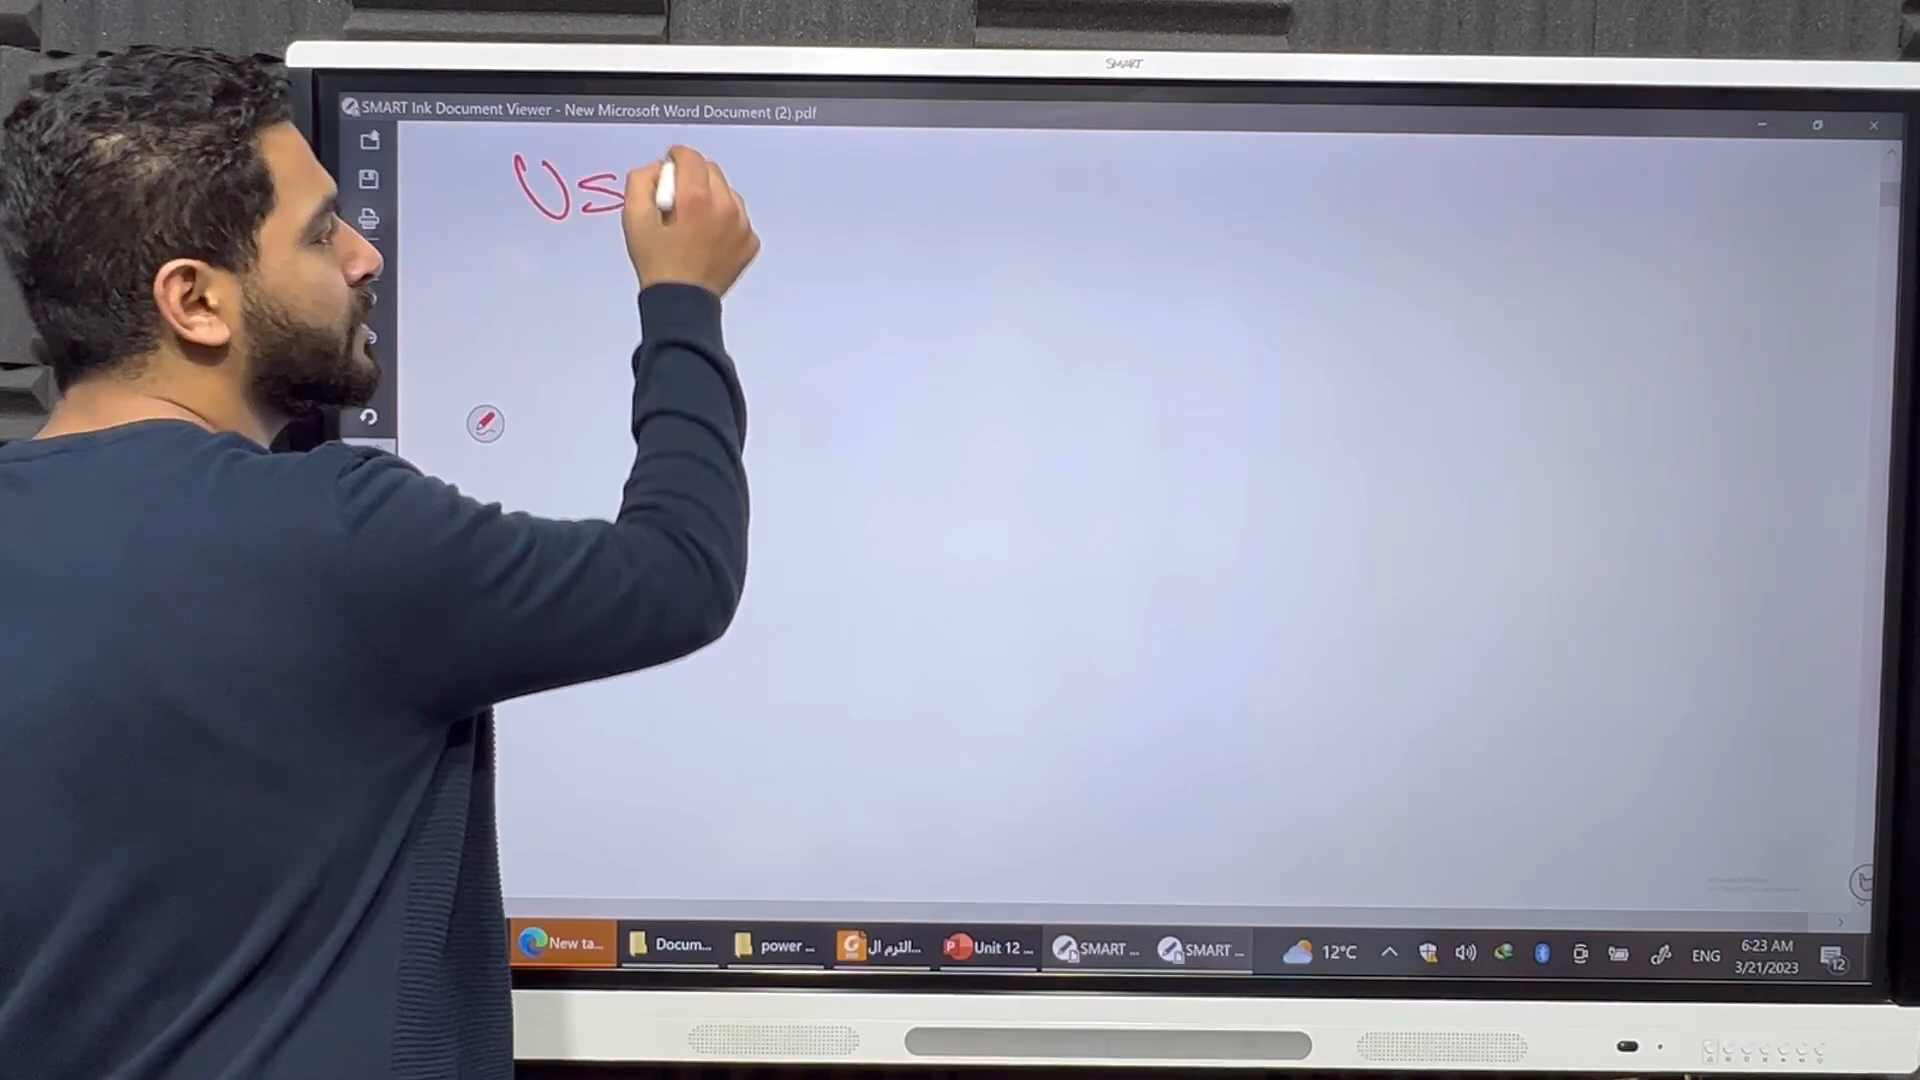 SMART
SMART Ink Document Viewer - New Microsoft Word Document (2).pdf
Us
New ta...
Docum...
power ...
الترم ال...
Unit 12 ...
SMART ...
SMART ...
12°C
ENG
6:23 AM
3/21/2023
12